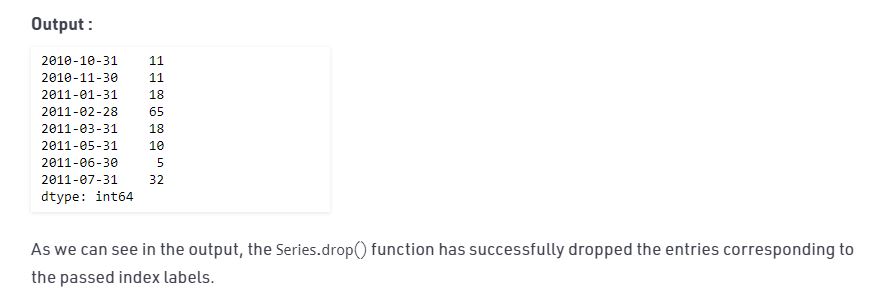 Output :
2010-10-31    11
2010-11-30    11
2011-01-31    18
2011-02-28    65
2011-03-31    18
2011-05-31    10
2011-06-30     5
2011-07-31    32
dtype: int64
As we can see in the output, the Series.drop() function has successfully dropped the entries corresponding to
the passed index labels.